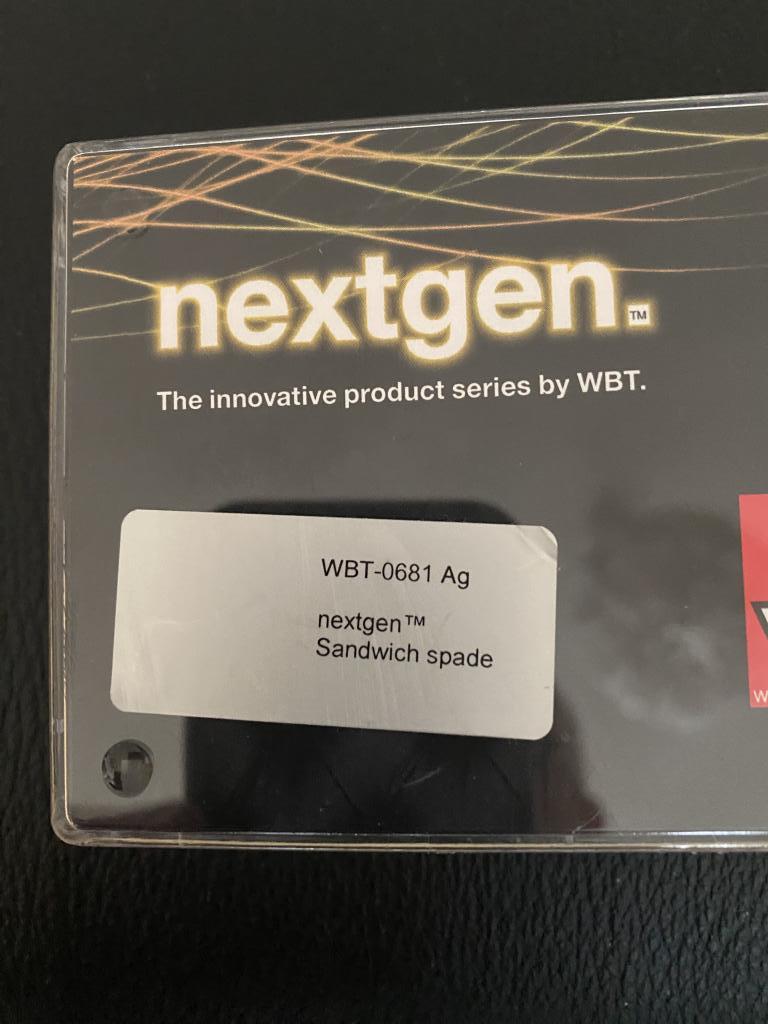 nextgen.™
The innovative product series by WBT.
WBT-0681 Ag
nextgen™
Sandwich spade
W